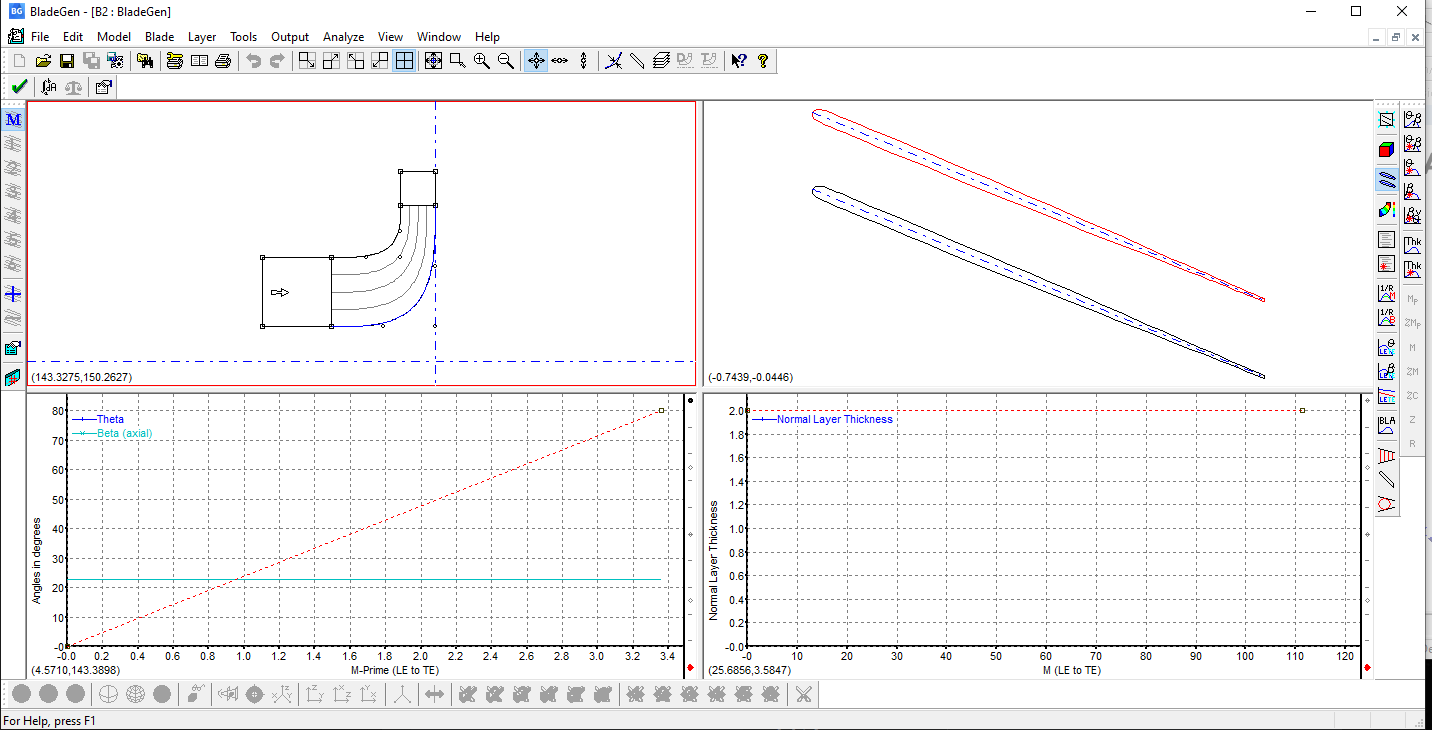 BG BladeGen - [B2 : BladeGen]
File Edit Model Blade Layer Tools Output Analyze View Window Help
M
(143.3275,150.2627)
(-0.7439,-0.0446)
80
70
60
50
40
30
20
10
-0
Theta
Beta (axial)
Angles in degrees
-0.0 0.2 0.4 0.6 0.8 1.0 1.2 1.4 1.6 1.8 2.0 2.2 2.4 2.6 2.8 3.0 3.2 3.4
(4.5710,143.3898)
M-Prime (LE to TE)
2.0
1.8
1.6
1.4
1.2
1.0
0.8
0.6
0.4
0.2
-0.0
Normal Layer Thickness
Normal Layer Thickness
-0 10 20 30 40 50 60 70 80 90 100 110 120
(25.6856,3.5847)
M (LE to TE)
1/R
1/R
BLA
Thk
Thk
M
Z
R
For Help, press F1